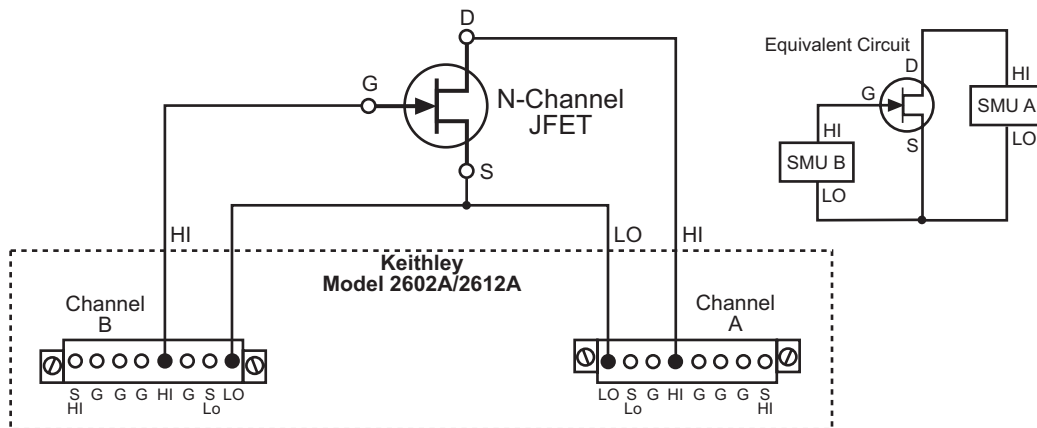 D
G
N-Channel
JFET
S
Equivalent Circuit
D
HI
G
SMU A
HI
S
LO
SMU B
LO
HI
LO
HI
Keithley
Model 2602A/2612A
Channel
B
Channel
A
S G G G HI G S LO
HI Lo
LO S G HI G G G S
Lo HI